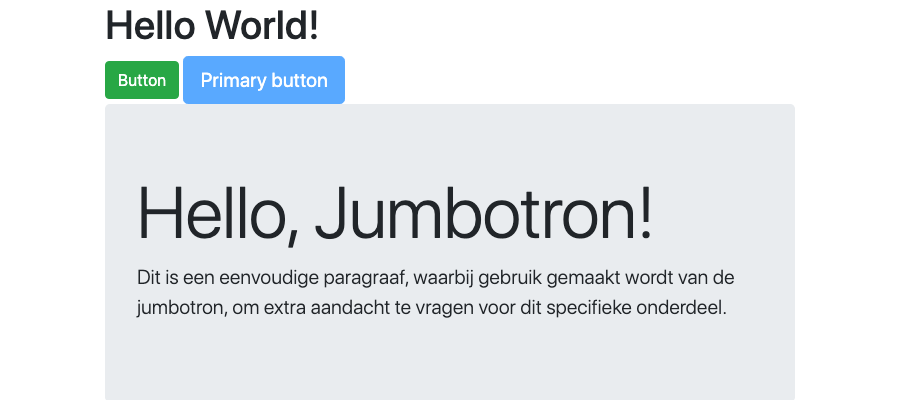 Hello World!
Button Primary button
Hello, Jumbotron!
Dit is een eenvoudige paragraaf, waarbij gebruik gemaakt wordt van de
jumbotron, om extra aandacht te vragen voor dit specifieke onderdeel.